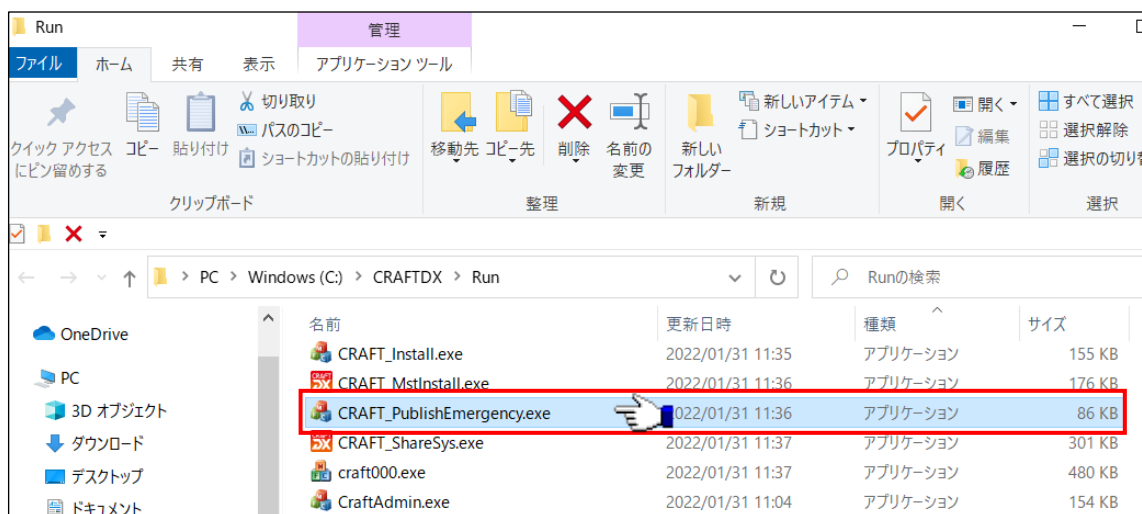 Run
管理
ファイル ホーム 共有 表示 アプリケーション ツール
クイック アクセス
にピン留めする
コピー
貼り付け
切り取り
パスのコピー
ショートカットの貼り付け
クリップボード
移動先 コピー先 削除 名前の
変更
整理
新しい
フォルダー
新しいアイテム
ショートカット
新規
プロパティ
開く
編集
履歴
開く
すべて選択
選択解除
選択の切り替
選択
PC > Windows (C:) > CRAFTDX > Run
Runの検索
OneDrive
PC
3D オブジェクト
ダウンロード
デスクトップ
ドキュメント
名前 更新日時 種類 サイズ
CRAFT_Install.exe 2022/01/31 11:35 アプリケーション 155 KB
CRAFT_MstInstall.exe 2022/01/31 11:36 アプリケーション 176 KB
CRAFT_PublishEmergency.exe 2022/01/31 11:36 アプリケーション 86 KB
CRAFT_ShareSys.exe 2022/01/31 11:37 アプリケーション 301 KB
craft000.exe 2022/01/31 11:37 アプリケーション 480 KB
CraftAdmin.exe 2022/01/31 11:04 アプリケーション 154 KB